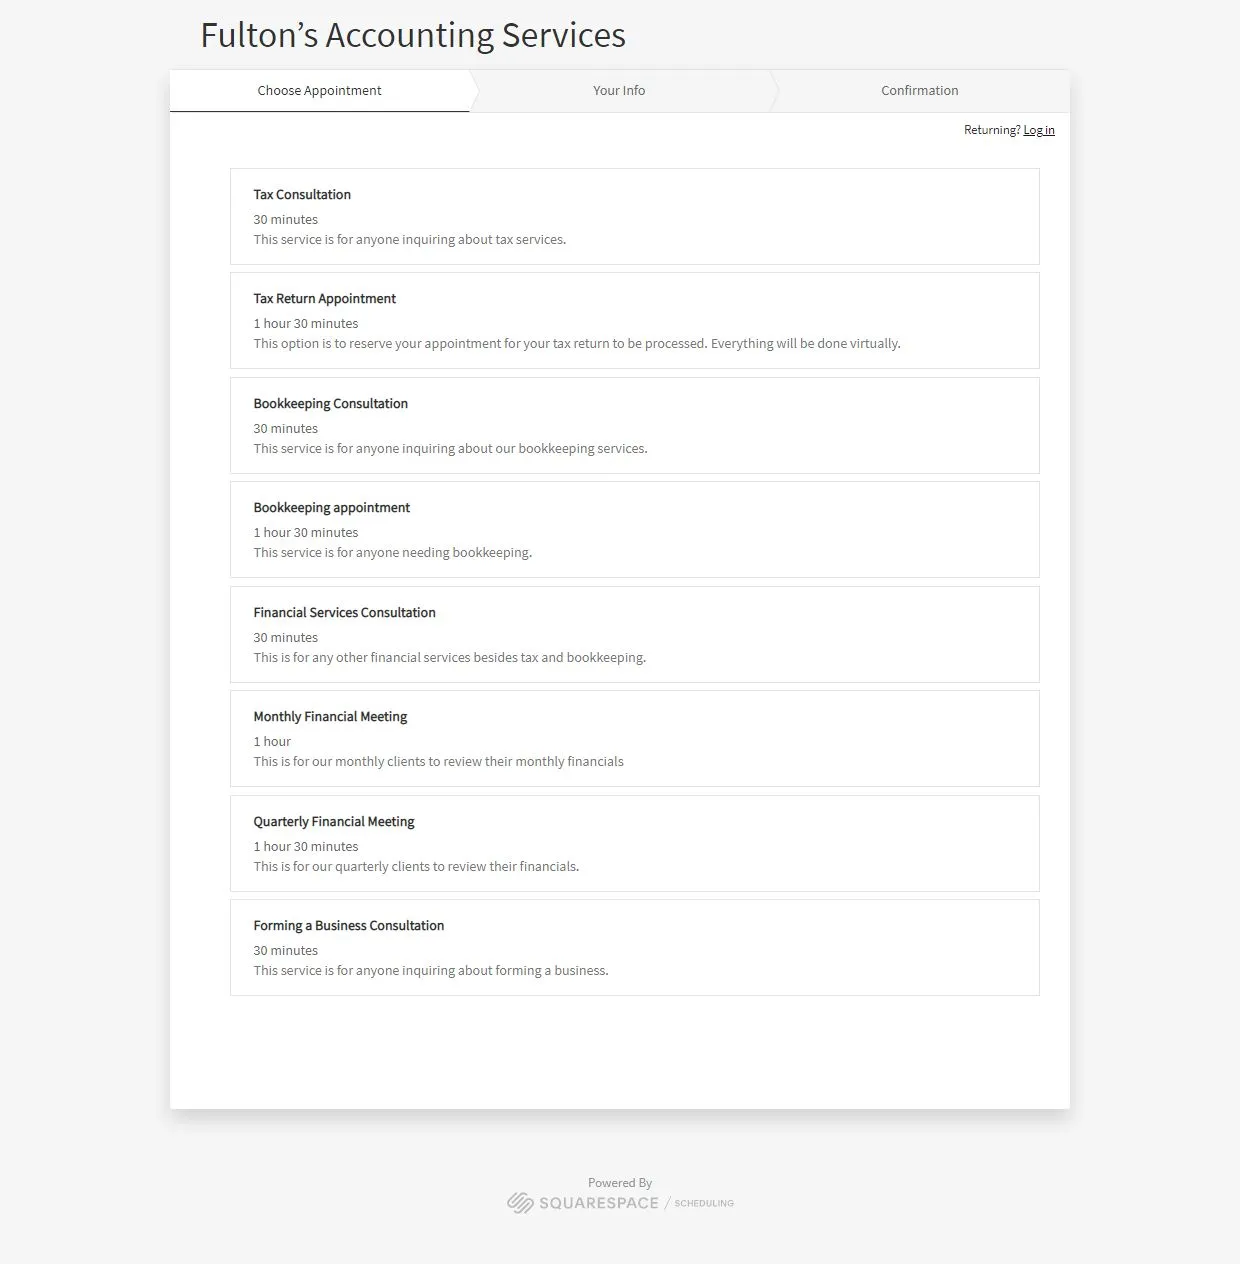 Fulton’s Accounting Services
Choose Appointment
Your Info
Confirmation
Returning? Log in
Tax Consultation
30 minutes
This service is for anyone inquiring about tax services.
Tax Return Appointment
1 hour 30 minutes
This option is to reserve your appointment for your tax return to be processed. Everything will be done virtually.
Bookkeeping Consultation
30 minutes
This service is for anyone inquiring about our bookkeeping services.
Bookkeeping appointment
1 hour 30 minutes
This service is for anyone needing bookkeeping.
Financial Services Consultation
30 minutes
This is for any other financial services besides tax and bookkeeping.
Monthly Financial Meeting
1 hour
This is for our monthly clients to review their monthly financials
Quarterly Financial Meeting
1 hour 30 minutes
This is for our quarterly clients to review their financials.
Forming a Business Consultation
30 minutes
This service is for anyone inquiring about forming a business.
Powered By
SQUARESPACE / SCHEDULING